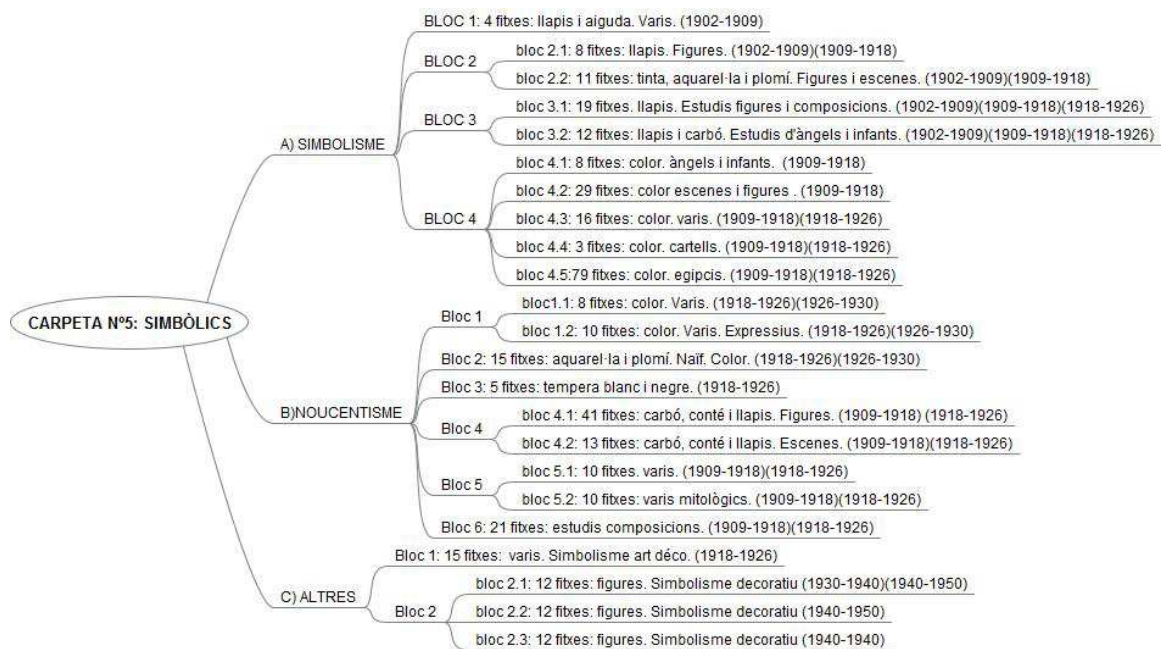 CARPETA Nº5: SIMBÒLICS
A) SIMBOLISME
BLOC 1: 4 fitxes: llapis i aiguda. Varis. (1902-1909)
BLOC 2
bloc 2.1: 8 fitxes: llapis. Figures. (1902-1909)(1909-1918)
bloc 2.2: 11 fitxes: tinta, aquarel·la i plomí. Figures i escenes. (1902-1909)(1909-1918)
BLOC 3
bloc 3.1: 19 fitxes. llapis. Estudis figures i composicions. (1902-1909)(1909-1918)(1918-1926)
bloc 3.2: 12 fitxes: llapis i carbó. Estudis d'àngels i infants. (1902-1909)(1909-1918)(1918-1926)
BLOC 4
bloc 4.1: 8 fitxes: color. àngels i infants. (1909-1918)
bloc 4.2: 29 fitxes: color escenes i figures . (1909-1918)
bloc 4.3: 16 fitxes: color. varis. (1909-1918)(1918-1926)
bloc 4.4: 3 fitxes: color. cartells. (1909-1918)(1918-1926)
bloc 4.5:79 fitxes: color. egipcis. (1909-1918)(1918-1926)
B)NOUCENTISME
Bloc 1
bloc1.1: 8 fitxes: color. Varis. (1918-1926)(1926-1930)
bloc 1.2: 10 fitxes: color. Varis. Expressius. (1918-1926)(1926-1930)
Bloc 2: 15 fitxes: aquarel·la i plomí. Naïf. Color. (1918-1926)(1926-1930)
Bloc 3: 5 fitxes: tempera blanc i negre. (1918-1926)
Bloc 4
bloc 4.1: 41 fitxes: carbó, conté i llapis. Figures. (1909-1918) (1918-1926)
bloc 4.2: 13 fitxes: carbó, conté i llapis. Escenes. (1909-1918)(1918-1926)
Bloc 5
bloc 5.1: 10 fitxes. varis. (1909-1918)(1918-1926)
bloc 5.2: 10 fitxes: varis mitològics. (1909-1918)(1918-1926)
Bloc 6: 21 fitxes: estudis composicions. (1909-1918)(1918-1926)
C) ALTRES
Bloc 1: 15 fitxes: varis. Simbolisme art déco. (1918-1926)
Bloc 2
bloc 2.1: 12 fitxes: figures. Simbolisme decoratiu (1930-1940)(1940-1950)
bloc 2.2: 12 fitxes: figures. Simbolisme decoratiu (1940-1950)
bloc 2.3: 12 fitxes: figures. Simbolisme decoratiu (1940-1940)